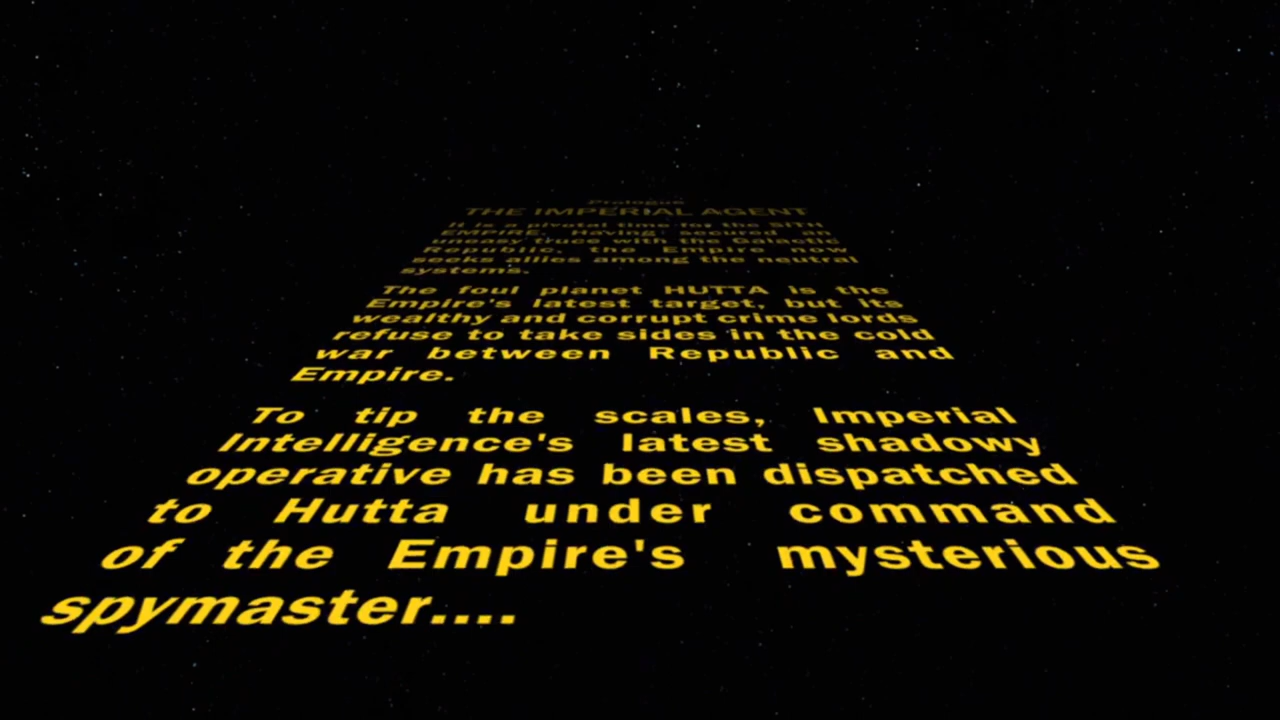 Prologue
THE IMPERIAL AGENT
It is a pivotal time for the SITH
EMPIRE. Having secured an
uneasy truce with the Galactic
Republic, the Empire now
seeks allies among the neutral
systems.
The foul planet HUTTA is the
Empire's latest target, but its
wealthy and corrupt crime lords
refuse to take sides in the cold
war between Republic and
Empire.
To tip the scales, Imperial
Intelligence's latest shadowy
operative has been dispatched
to Hutta under command
of the Empire's mysterious
spymaster....